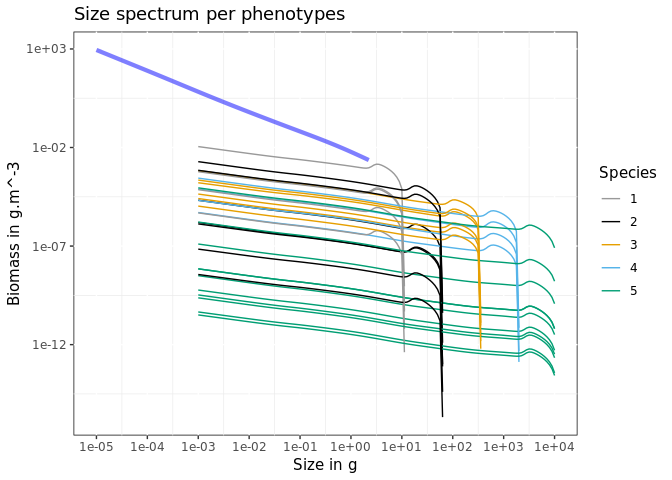 Size spectrum per phenotypes
1e+03
1e-02
1e-07
1e-12
Biomass in g.m^-3
1e-05 1e-04 1e-03 1e-02 1e-01 1e+00 1e+01 1e+02 1e+03 1e+04
Size in g
Species
1
2
3
4
5